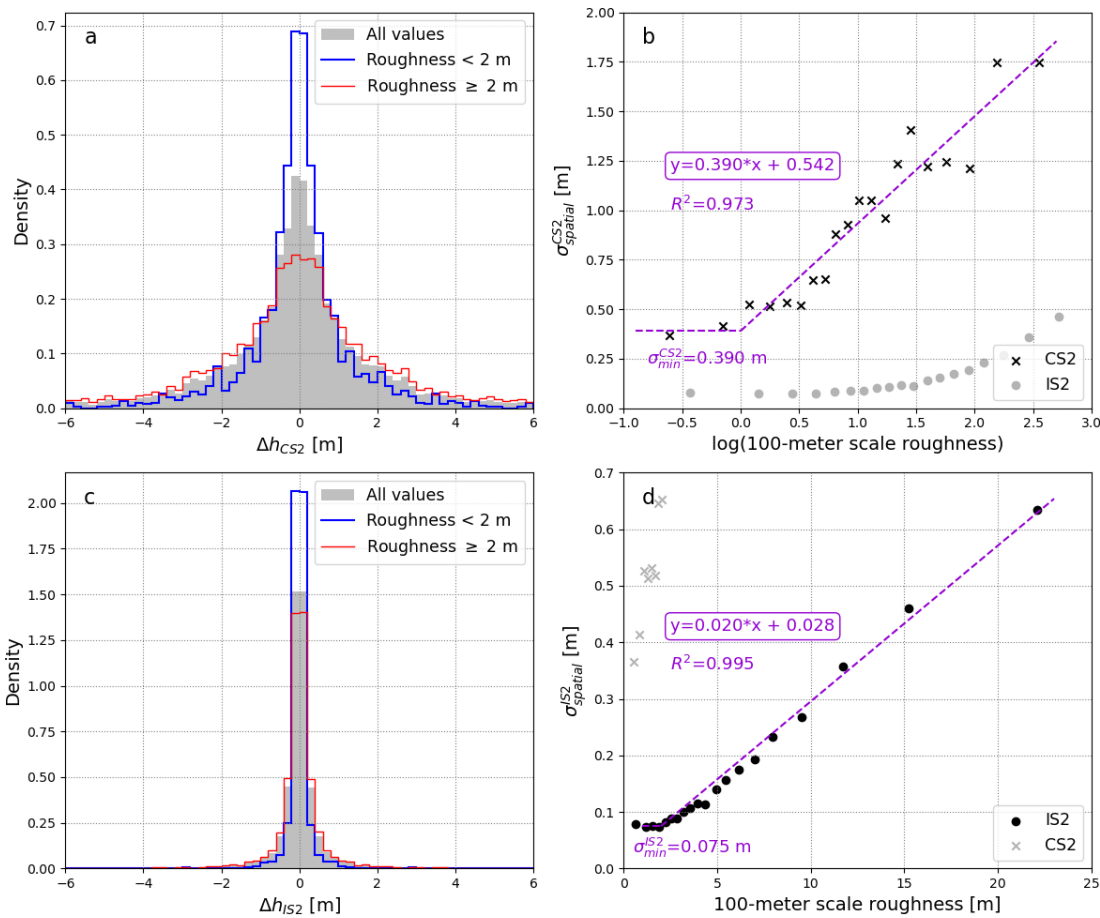 a
All values
Roughness < 2 m
Roughness ≥ 2 m
0.7
0.6
0.5
0.4
0.3
0.2
0.1
0.0
Density
−6
−4
−2
0
2
4
6
Δh_CS2 [m]
b
2.00
1.75
1.50
1.25
1.00
0.75
0.50
0.25
0.00
σ^CS2_spatial [m]
y=0.390*x + 0.542
R²=0.973
σ^CS2_min=0.390 m
CS2
IS2
−1.0
−0.5
0.0
0.5
1.0
1.5
2.0
2.5
3.0
log(100-meter scale roughness)
c
All values
Roughness < 2 m
Roughness ≥ 2 m
2.00
1.75
1.50
1.25
1.00
0.75
0.50
0.25
0.00
Density
−6
−4
−2
0
2
4
6
Δh_IS2 [m]
d
0.7
0.6
0.5
0.4
0.3
0.2
0.1
0.0
σ^IS2_spatial [m]
y=0.020*x + 0.028
R²=0.995
σ^IS2_min=0.075 m
IS2
CS2
0
5
10
15
20
25
100-meter scale roughness [m]